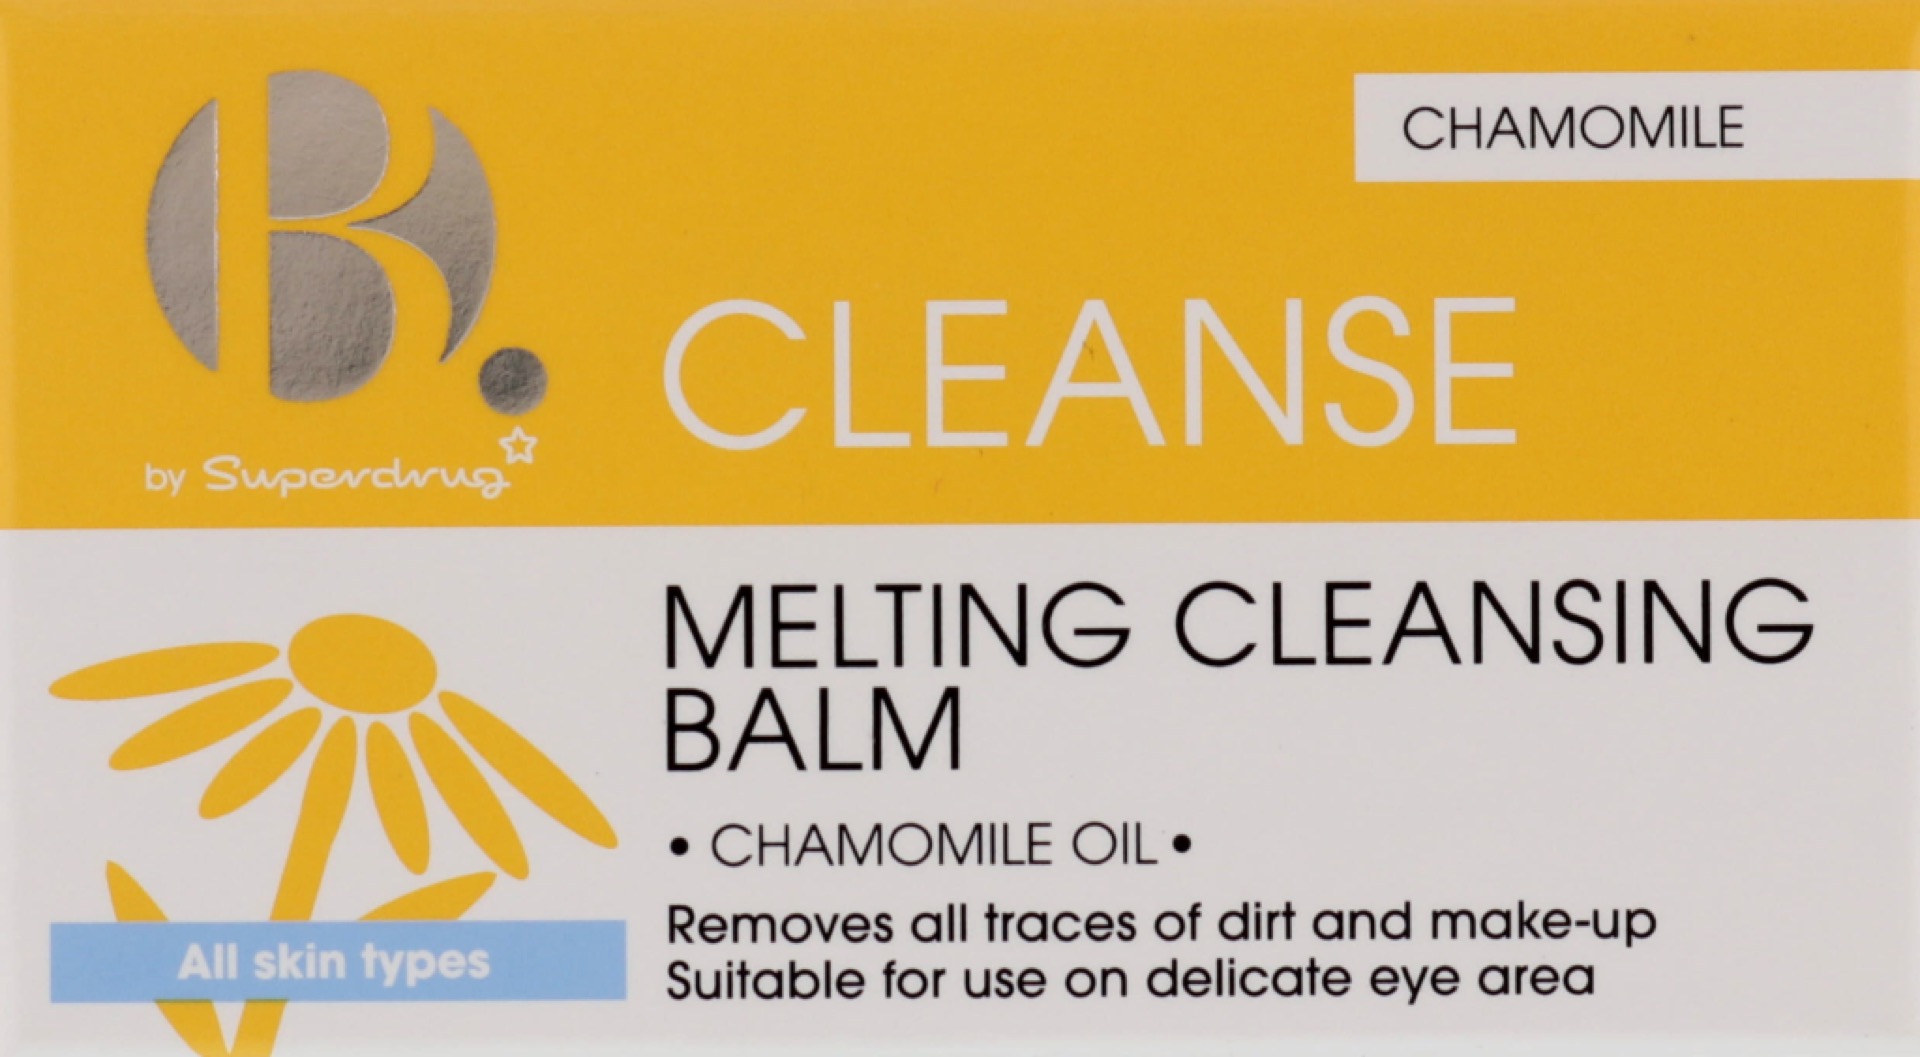 B.
by Superdrug
CHAMOMILE
CLEANSE
MELTING CLEANSING
BALM
• CHAMOMILE OIL •
Removes all traces of dirt and make-up
Suitable for use on delicate eye area
All skin types